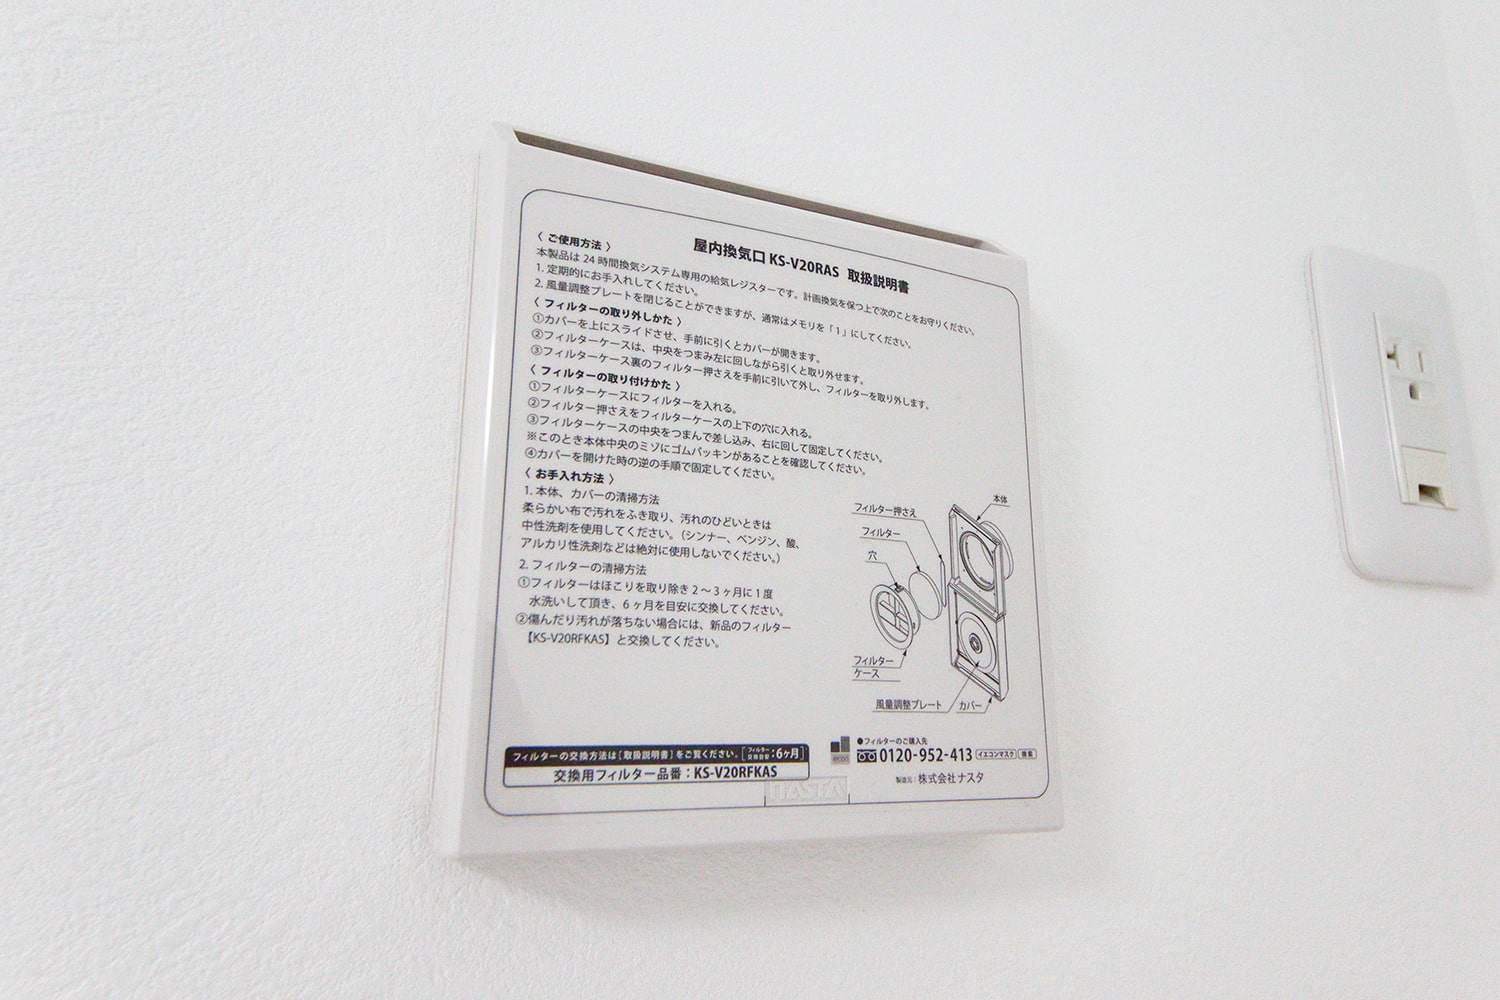 屋内換気口 KS-V20RAS 取扱説明書
〈 ご使用方法 〉
本製品は 24 時間換気システム専用の給気レジスターです。計画換気を保つ上で次のことをお守りください。
1. 定期的にお手入れしてください。
2. 風量調整プレートを閉じることができますが、通常はメモリを「1」にしてください。
〈 フィルターの取り外しかた 〉
①カバーを上にスライドさせ、手前に引くとカバーが開きます。
②フィルターケースは、中央をつまみ左に回しながら引くと取り外せます。
③フィルターケース裏のフィルター押さえを手前に引いて外し、フィルターを取り外します。
〈 フィルターの取り付けかた 〉
①フィルターケースにフィルターを入れる。
②フィルター押さえをフィルターケースの上下の穴に入れる。
③フィルターケースの中央をつまんで差し込み、右に回して固定してください。
※このとき本体中央のミゾにゴムパッキンがあることを確認してください。
④カバーを開けた時の逆の手順で固定してください。
〈 お手入れ方法 〉
1. 本体、カバーの清掃方法
柔らかい布で汚れをふき取り、汚れのひどいときは
中性洗剤を使用してください。（シンナー、ベンジン、酸、
アルカリ性洗剤などは絶対に使用しないでください。）
2. フィルターの清掃方法
①フィルターはほこりを取り除き 2～3ヶ月に1度
水洗いして頂き、6ヶ月を目安に交換してください。
②傷んだり汚れが落ちない場合には、新品のフィルター
【KS-V20RFKAS】と交換してください。
本体
フィルター押さえ
フィルター
穴
フィルター
ケース
風量調整プレート
カバー
フィルターの交換方法は［取扱説明書］をご覧ください。［フィルター交換目安：6ヶ月］
交換用フィルター品番：KS-V20RFKAS
●フィルターのご購入先
0120-952-413 イエコンマスク 検索
製造元：株式会社ナスタ
NASTA